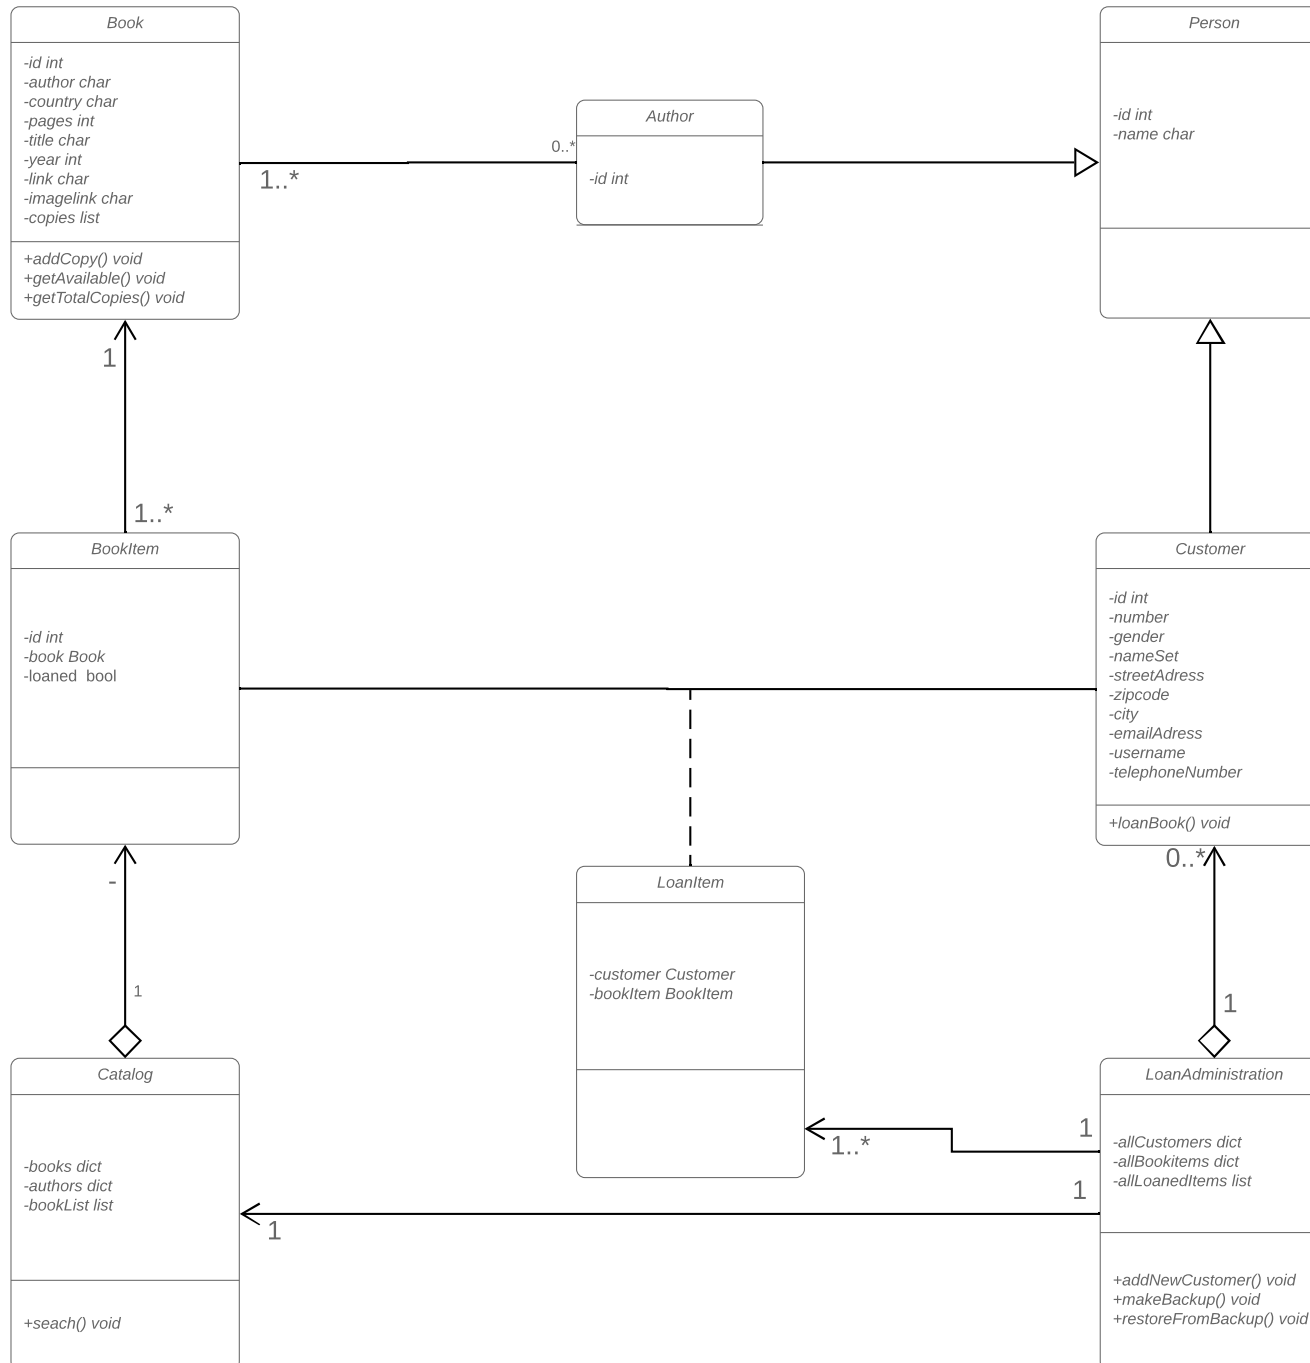 Book
-id int
-author char
-country char
-pages int
-title char
-year int
-link char
-imagelink char
-copies list
+addCopy() void
+getAvailable() void
+getTotalCopies() void
1..*
0..*
Author
-id int
Person
-id int
-name char
1
1..*
BookItem
-id int
-book Book
-loaned  bool
Customer
-id int
-number
-gender
-nameSet
-streetAdress
-zipcode
-city
-emailAdress
-username
-telephoneNumber
+loanBook() void
-
1
LoanItem
-customer Customer
-bookItem BookItem
0..*
1
Catalog
-books dict
-authors dict
-bookList list
+seach() void
1..*
1
1
1
LoanAdministration
-allCustomers dict
-allBookitems dict
-allLoanedItems list
+addNewCustomer() void
+makeBackup() void
+restoreFromBackup() void